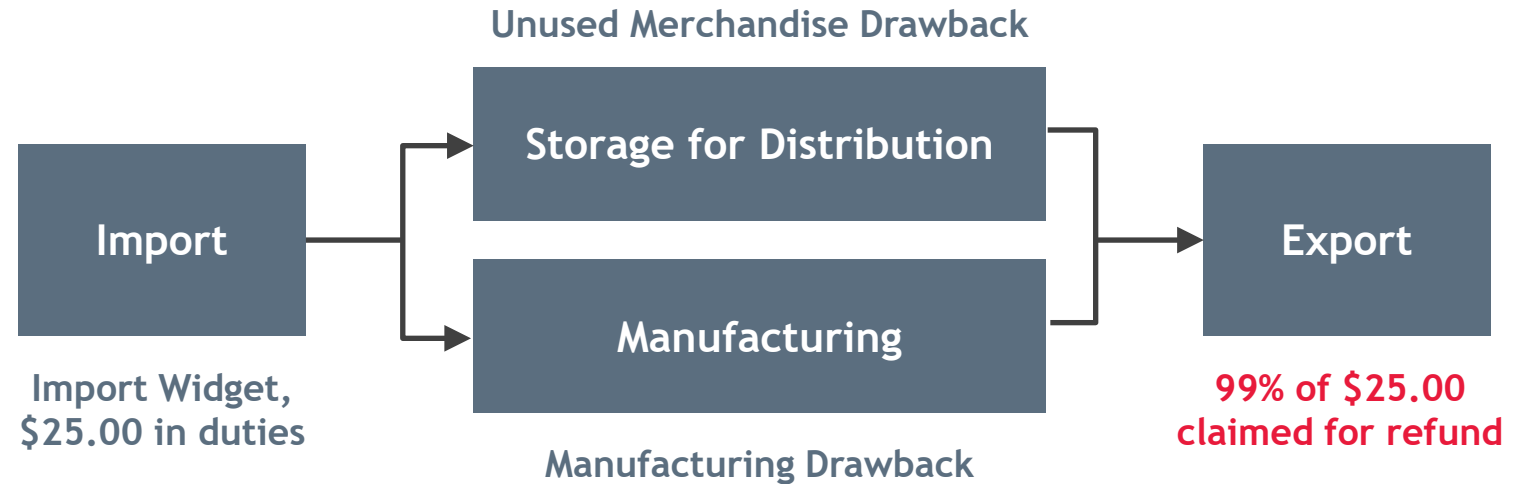 Unused Merchandise Drawback
Storage for Distribution
Import
Export
Manufacturing
Import Widget,
$25.00 in duties
99% of $25.00
claimed for refund
Manufacturing Drawback